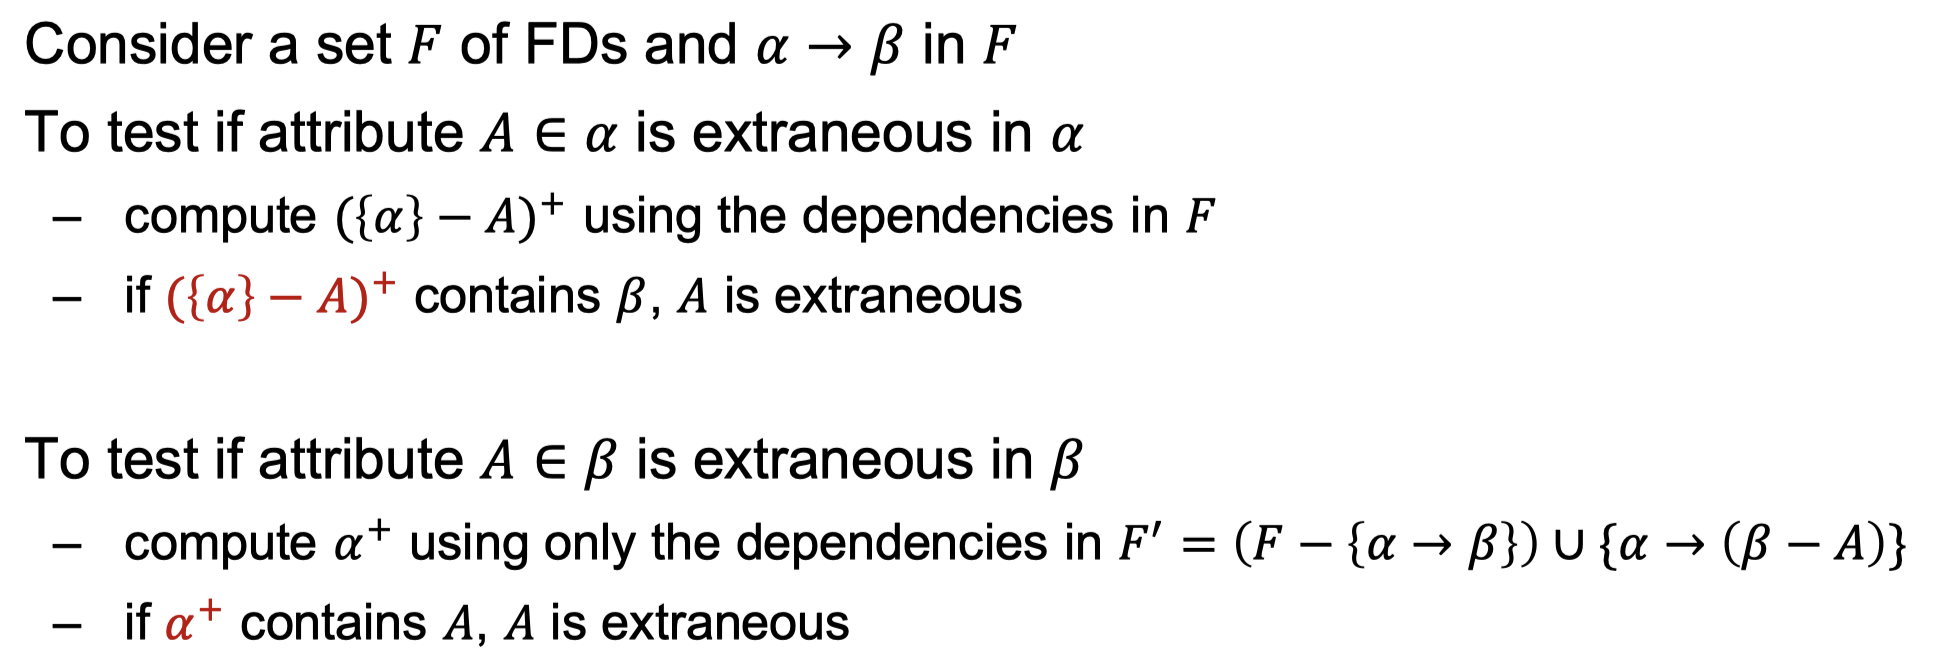 Consider a set 𝐹 of FDs and 𝛼 → 𝛽 in 𝐹
To test if attribute 𝐴 ∈ 𝛼 is extraneous in 𝛼
– compute ({𝛼} – 𝐴)⁺ using the dependencies in 𝐹
– if ({𝛼} – 𝐴)⁺ contains 𝛽, 𝐴 is extraneous
To test if attribute 𝐴 ∈ 𝛽 is extraneous in 𝛽
– compute 𝛼⁺ using only the dependencies in 𝐹′ = (𝐹 – {𝛼 → 𝛽}) ∪ {𝛼 → (𝛽 – 𝐴)}
– if 𝛼⁺ contains 𝐴, 𝐴 is extraneous